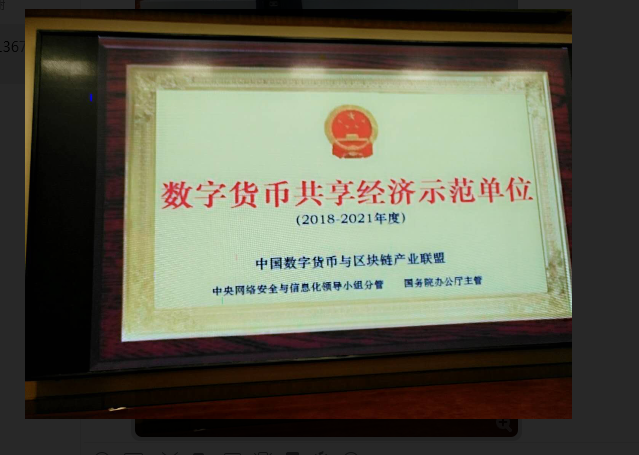 1367
数字货币共享经济示范单位
(2018-2021年度)
中国数字货币与区块链产业联盟
中央网络安全与信息化领导小组分管 国务院办公厅主管